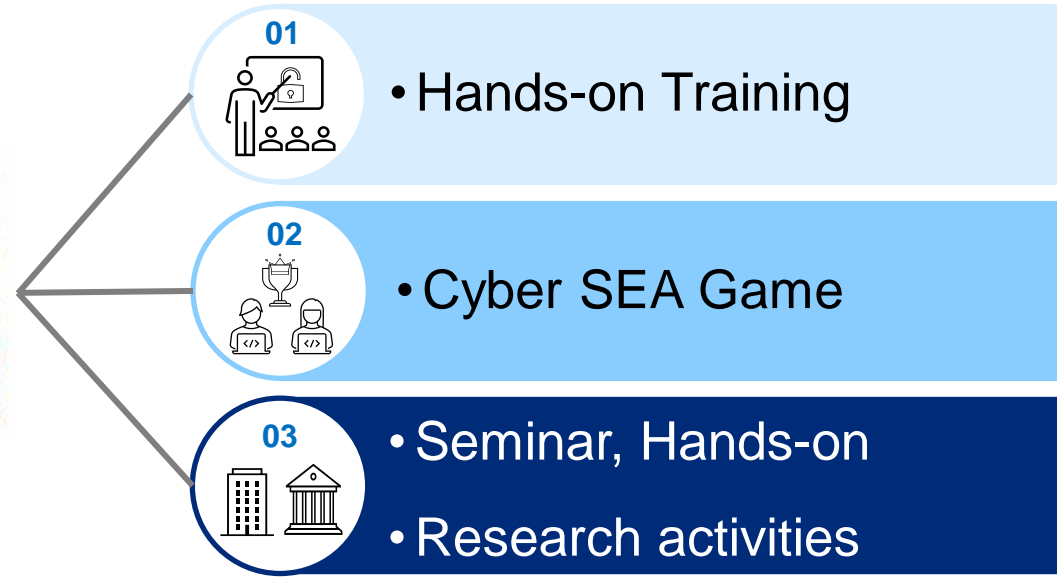 01
• Hands-on Training
02
• Cyber SEA Game
</>
</>
03
• Seminar, Hands-on
• Research activities